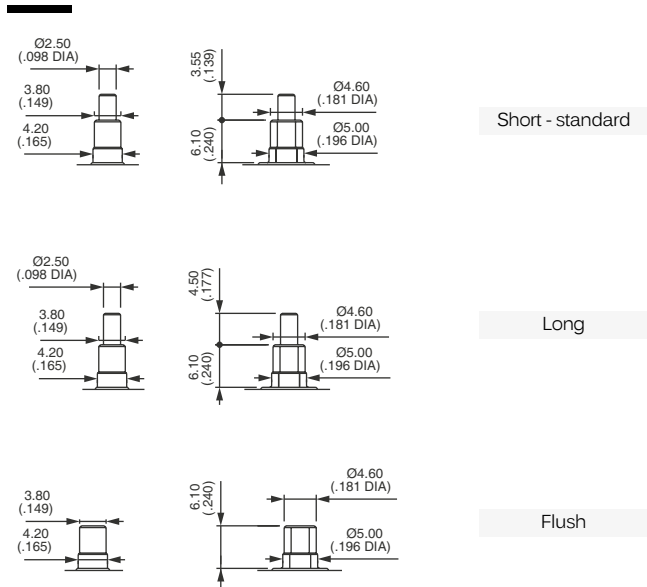 Ø2.50
(.098 DIA)
3.80
(.149)
4.20
(.165)
3.55
(.139)
6.10
(.240)
Ø4.60
(.181 DIA)
Ø5.00
(.196 DIA)
Short - standard
Ø2.50
(.098 DIA)
3.80
(.149)
4.20
(.165)
4.50
(.177)
6.10
(.240)
Ø4.60
(.181 DIA)
Ø5.00
(.196 DIA)
Long
3.80
(.149)
4.20
(.165)
6.10
(.240)
Ø4.60
(.181 DIA)
Ø5.00
(.196 DIA)
Flush